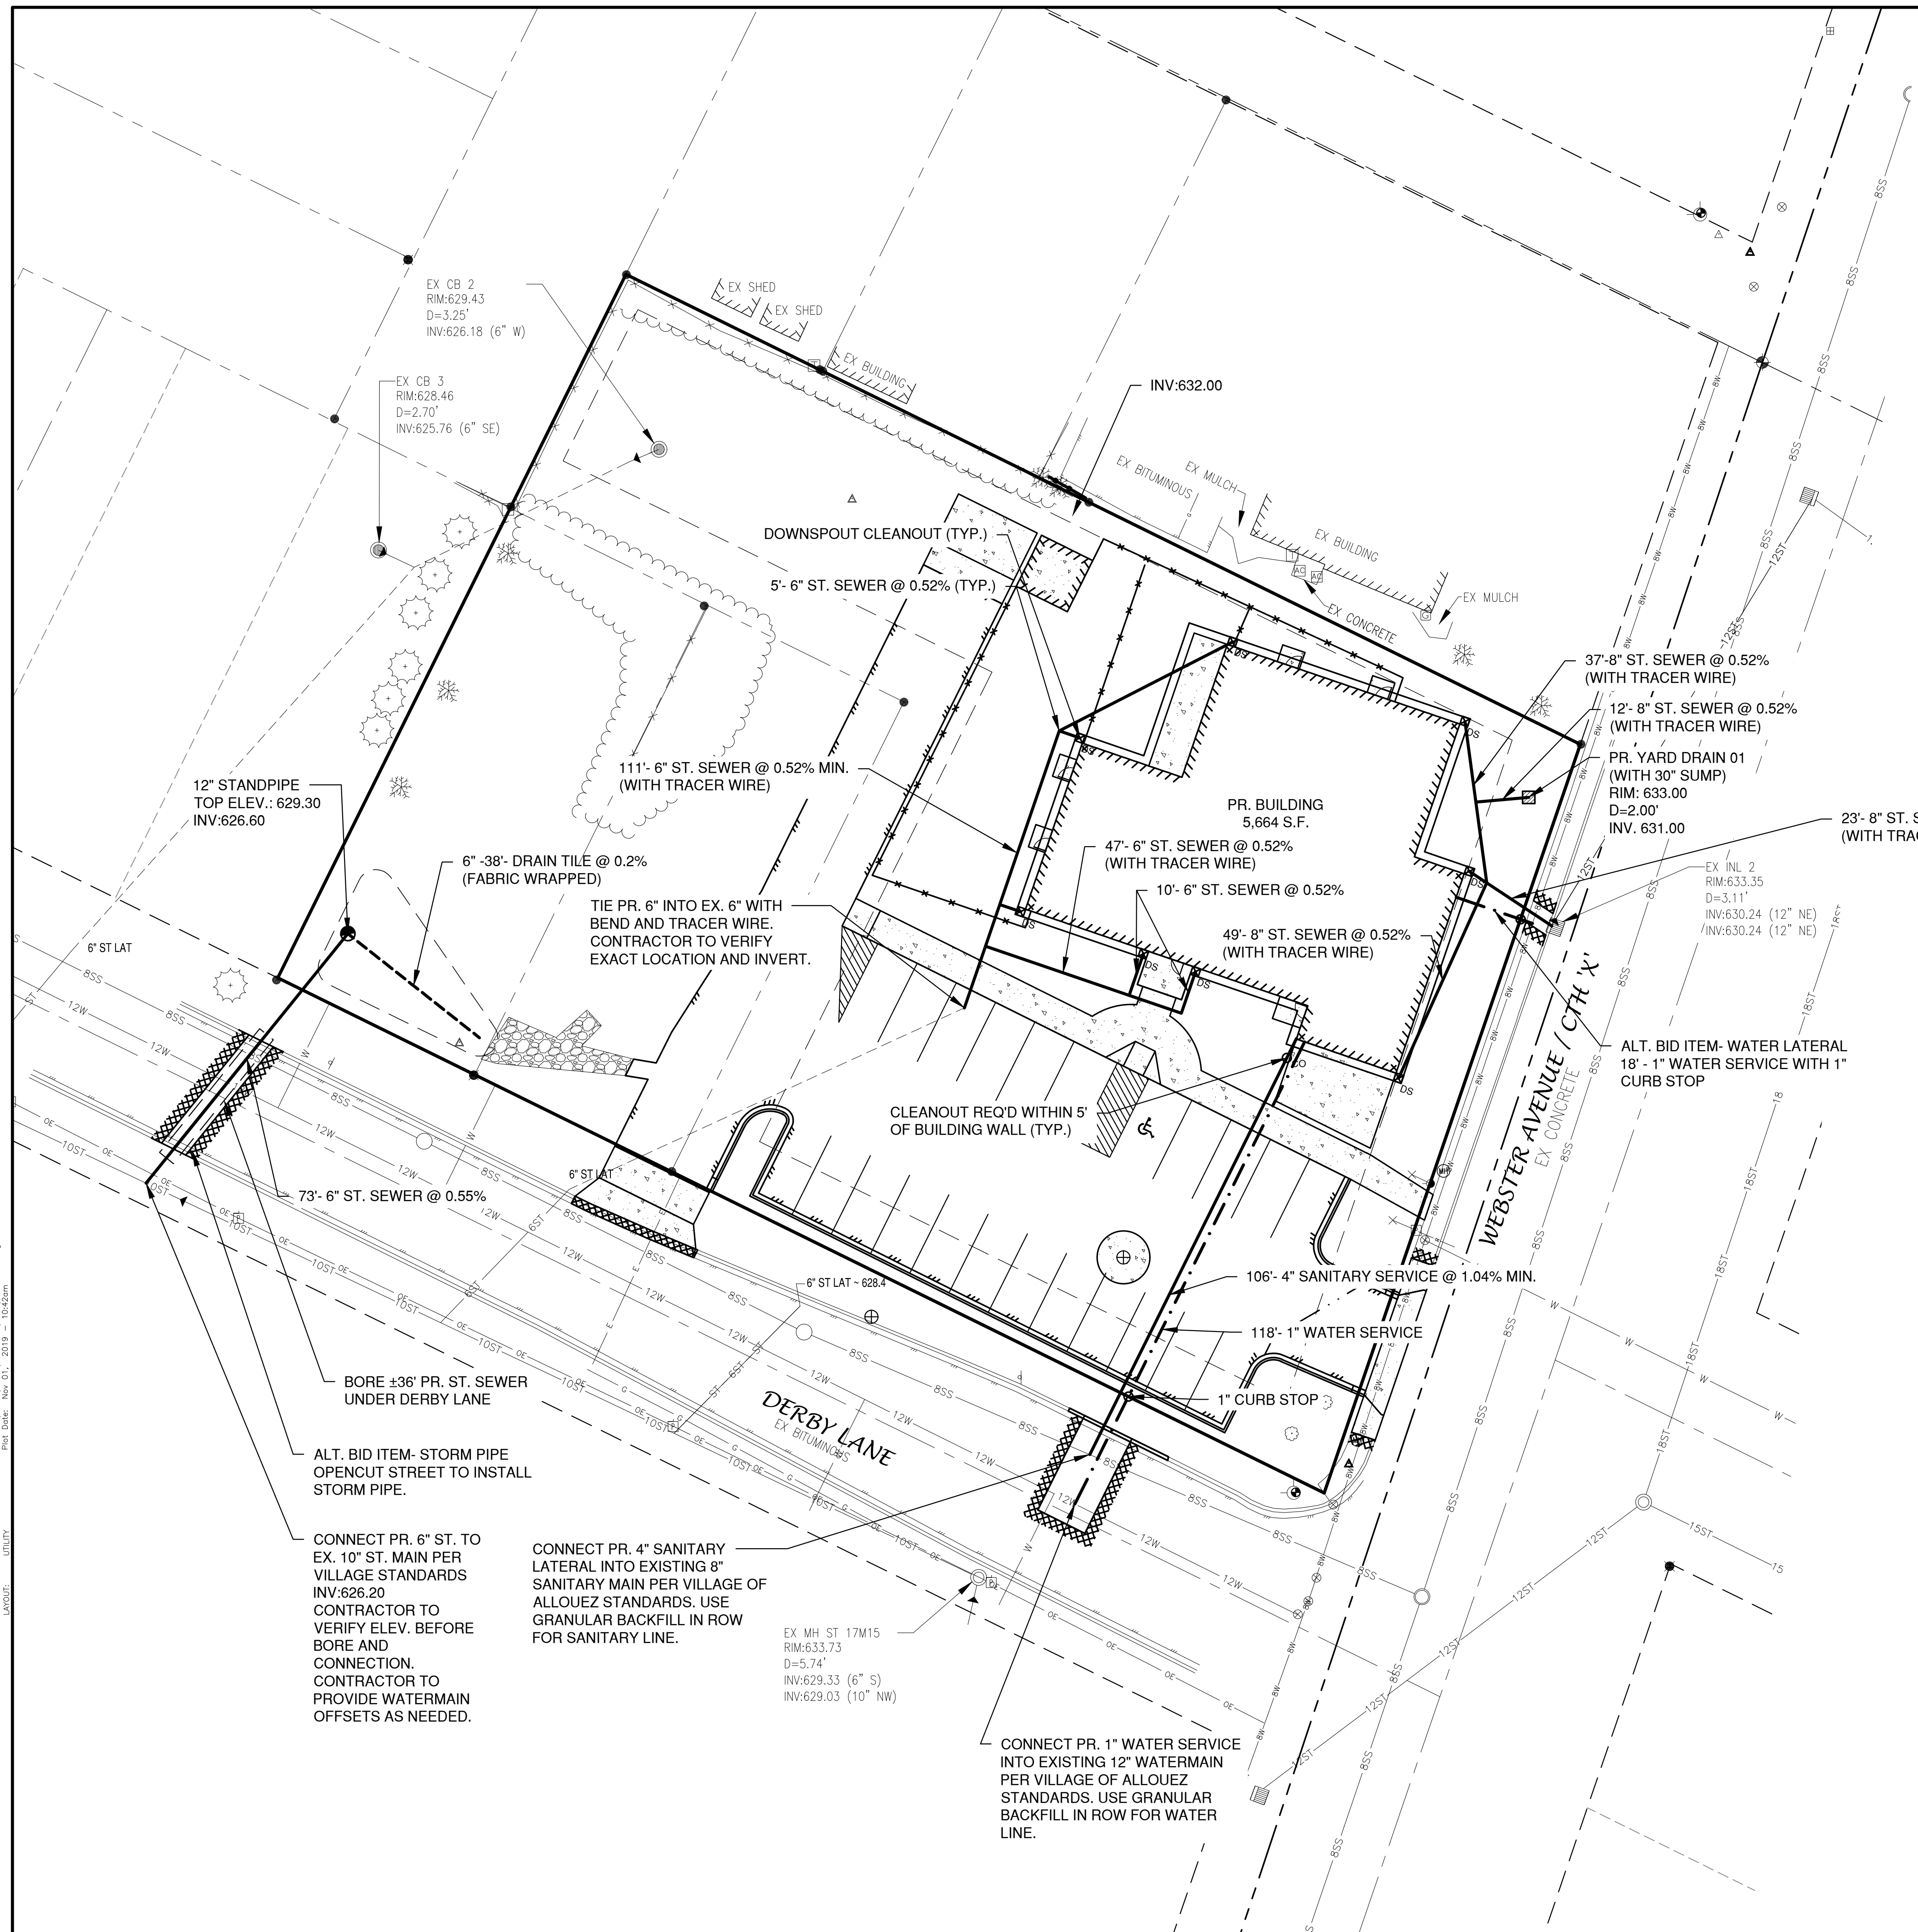 EX CB 2
RIM:629.43
D=3.25'
INV:626.18 (6" W)
EX SHED
EX SHED
EX BUILDING
EX CB 3
RIM:628.46
D=2.70'
INV:625.76 (6" SE)
INV:632.00
EX BITUMINOUS
EX MULCH
EX BUILDING
EX MULCH
EX CONCRETE
DOWNSPOUT CLEANOUT (TYP.)
5'- 6" ST. SEWER @ 0.52% (TYP.)
37'-8" ST. SEWER @ 0.52%
(WITH TRACER WIRE)
12'- 8" ST. SEWER @ 0.52%
(WITH TRACER WIRE)
PR. YARD DRAIN 01
(WITH 30" SUMP)
RIM: 633.00
D=2.00'
INV. 631.00
23'- 8" ST. S
(WITH TRAC
EX INL 2
RIM:633.35
D=3.11'
INV:630.24 (12" NE)
INV:630.24 (12" NE)
111'- 6" ST. SEWER @ 0.52% MIN.
(WITH TRACER WIRE)
PR. BUILDING
5,664 S.F.
12" STANDPIPE
TOP ELEV.: 629.30
INV:626.60
6" -38'- DRAIN TILE @ 0.2%
(FABRIC WRAPPED)
47'- 6" ST. SEWER @ 0.52%
(WITH TRACER WIRE)
10'- 6" ST. SEWER @ 0.52%
TIE PR. 6" INTO EX. 6" WITH
BEND AND TRACER WIRE.
CONTRACTOR TO VERIFY
EXACT LOCATION AND INVERT.
49'- 8" ST. SEWER @ 0.52%
(WITH TRACER WIRE)
6" ST LAT
WEBSTER AVENUE / CTH 'X'
EX CONCRETE
ALT. BID ITEM- WATER LATERAL
18' - 1" WATER SERVICE WITH 1"
CURB STOP
CO
CLEANOUT REQ'D WITHIN 5'
OF BUILDING WALL (TYP.)
6" ST LAT
73'- 6" ST. SEWER @ 0.55%
6" ST LAT ~ 628.4
106'- 4" SANITARY SERVICE @ 1.04% MIN.
118'- 1" WATER SERVICE
1" CURB STOP
DERBY LANE
EX BITUMINOUS
BORE ±36' PR. ST. SEWER
UNDER DERBY LANE
ALT. BID ITEM- STORM PIPE
OPENCUT STREET TO INSTALL
STORM PIPE.
CONNECT PR. 6" ST. TO
EX. 10" ST. MAIN PER
VILLAGE STANDARDS
INV:626.20
CONTRACTOR TO
VERIFY ELEV. BEFORE
BORE AND
CONNECTION.
CONTRACTOR TO
PROVIDE WATERMAIN
OFFSETS AS NEEDED.
CONNECT PR. 4" SANITARY
LATERAL INTO EXISTING 8"
SANITARY MAIN PER VILLAGE OF
ALLOUEZ STANDARDS. USE
GRANULAR BACKFILL IN ROW
FOR SANITARY LINE.
EX MH ST 17M15
RIM:633.73
D=5.74'
INV:629.33 (6" S)
INV:629.03 (10" NW)
CONNECT PR. 1" WATER SERVICE
INTO EXISTING 12" WATERMAIN
PER VILLAGE OF ALLOUEZ
STANDARDS. USE GRANULAR
BACKFILL IN ROW FOR WATER
LINE.
Plot Date: Nov 01, 2019 - 10:42am
LAYOUT: UTILITY